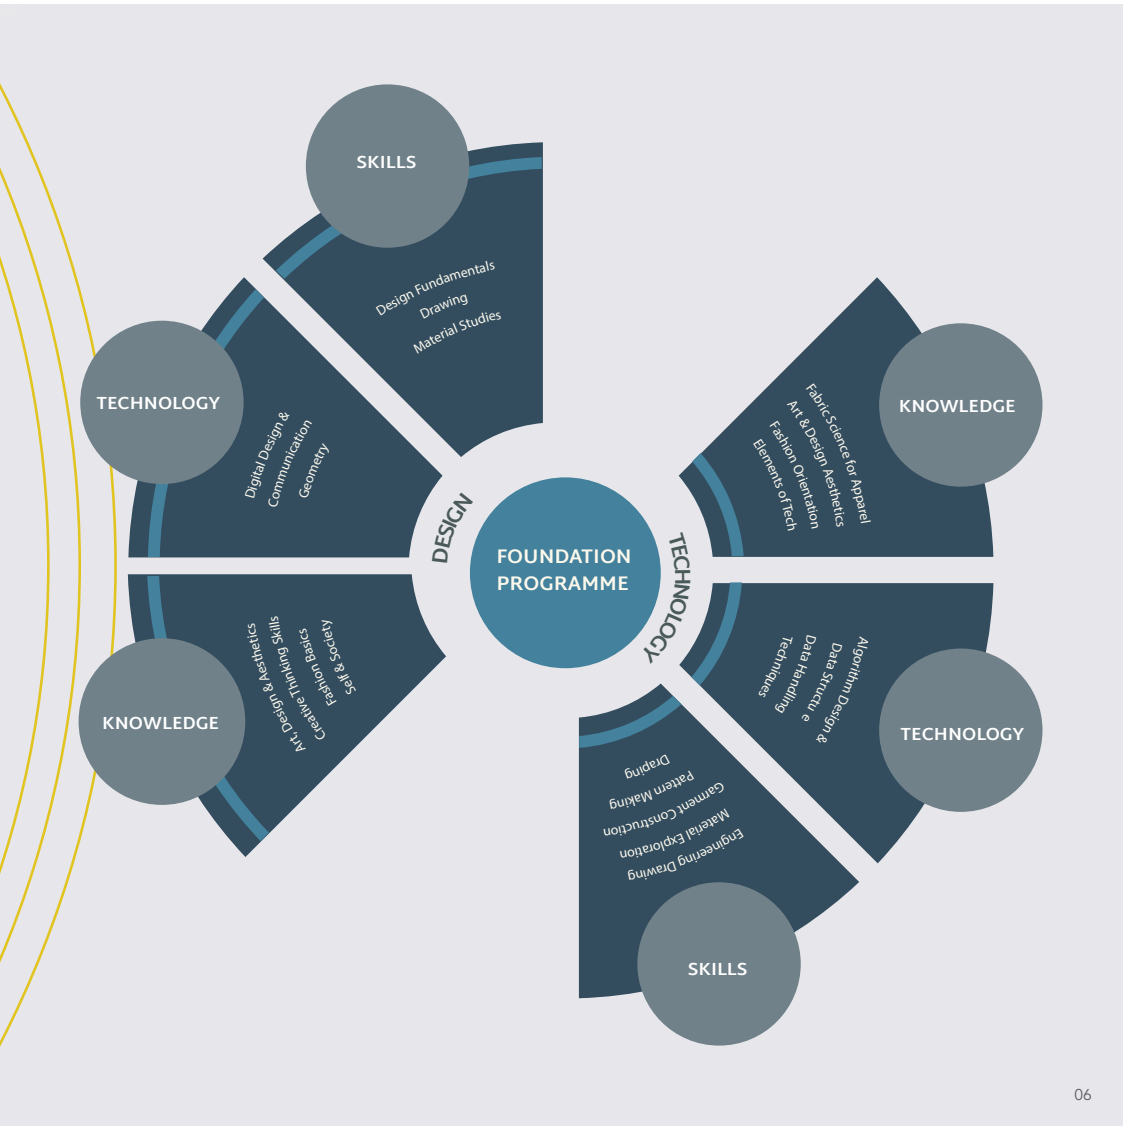 SKILLS
Design Fundamentals
Drawing
Material Studies
TECHNOLOGY
Digital Design &
Communication
Geometry
KNOWLEDGE
Art, Design & Aesthetics
Creative Thinking Skills
Fashion Basics
Self & Society
DESIGN
FOUNDATION
PROGRAMME
TECHNOLOGY
KNOWLEDGE
Fabric Science for Apparel
Art & Design Aesthetics
Fashion Orientation
Elements of Tech
TECHNOLOGY
Algorithm Design &
Data Structu e
Data Handling
Techniques
SKILLS
Engineering Drawing
Material Exploration
Garment Construction
Pattern Making
Draping
06